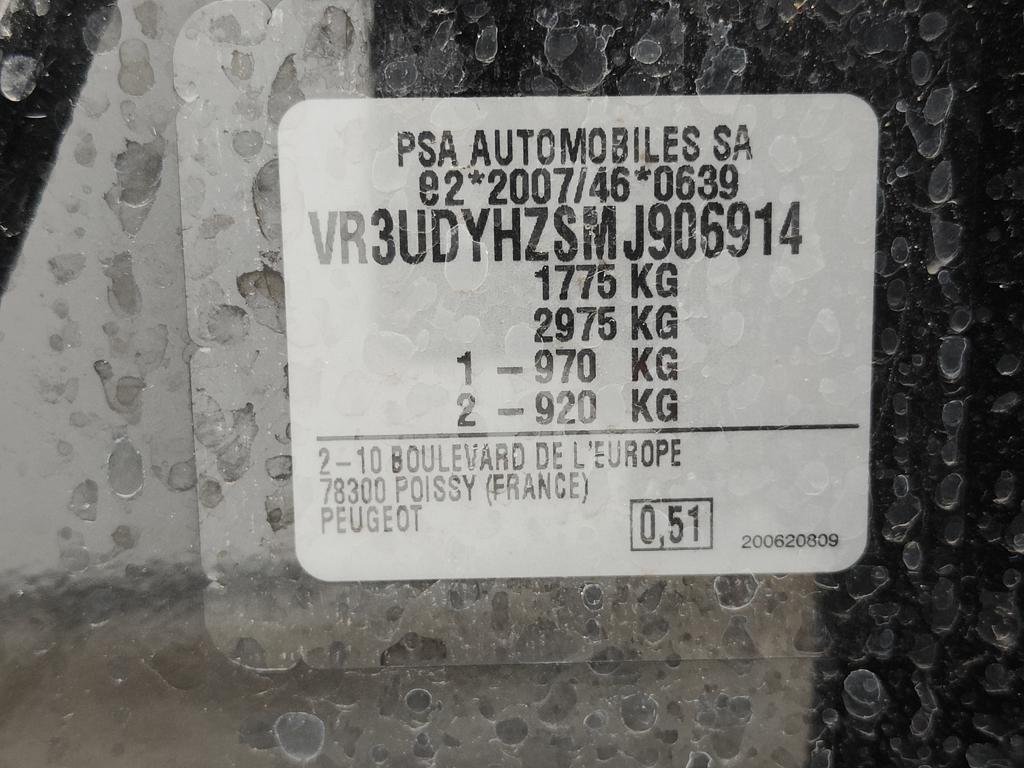 PSA AUTOMOBILES SA
e2*2007/46*0639
VR3UDYHZSMJ906914
1775 KG
2975 KG
1 - 970 KG
2 - 920 KG
2-10 BOULEVARD DE L'EUROPE
78300 POISSY (FRANCE)
PEUGEOT
0,51
200620809